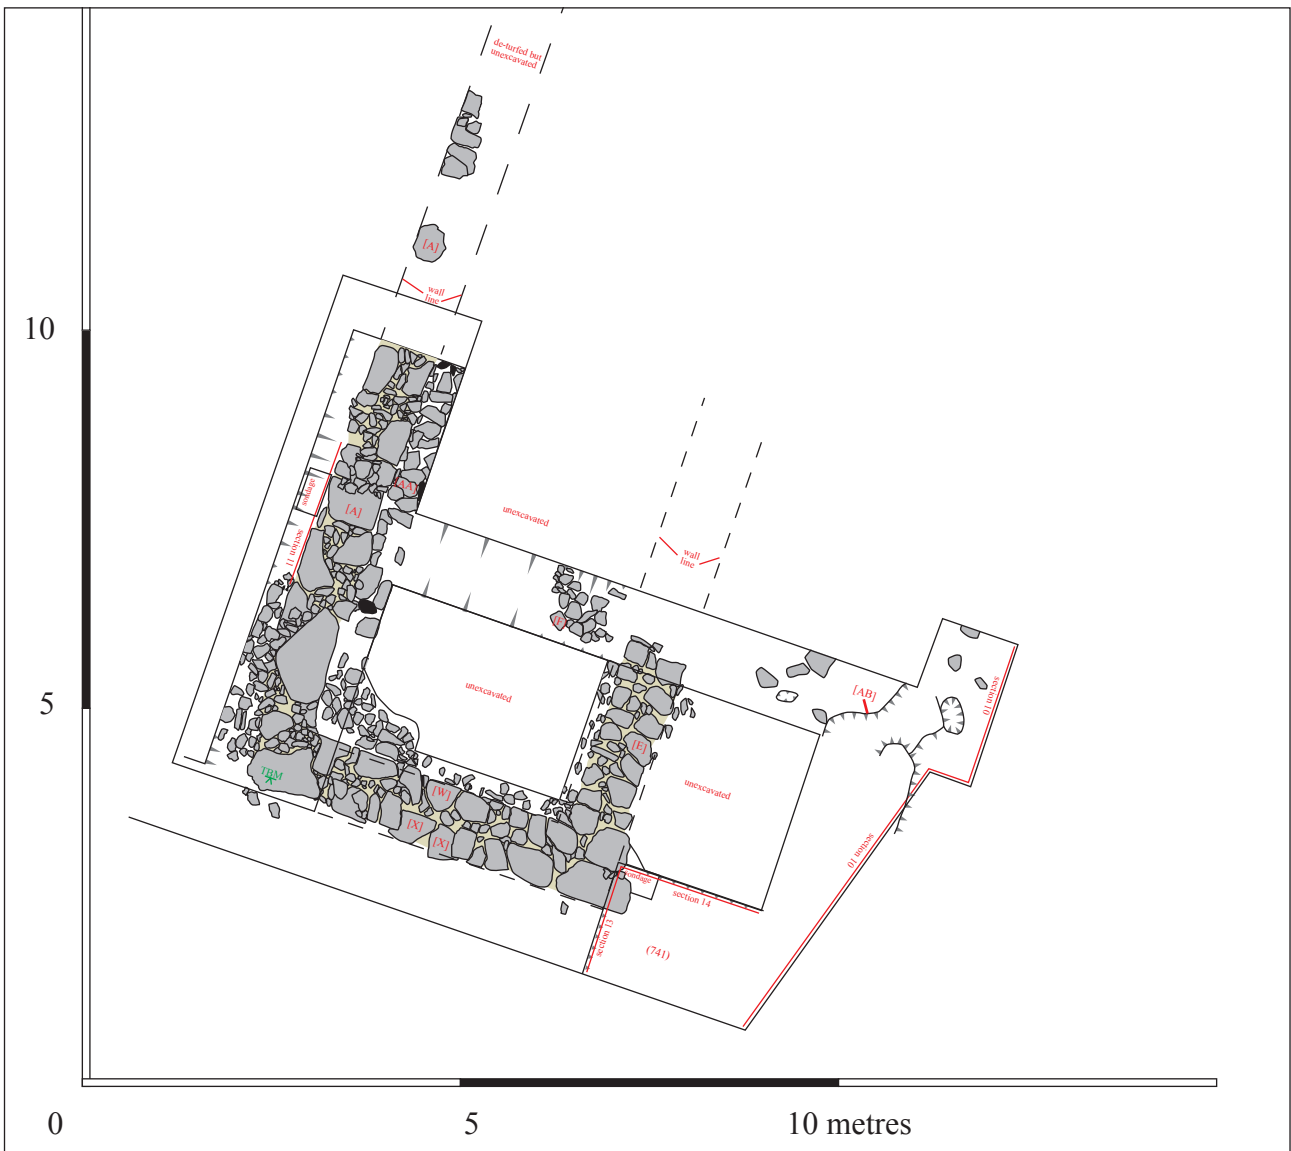 de-turfed but
unexcavated
[A]
wall
line
10
[AA]
sondage
[A]
section 11
unexcavated
wall
line
[E]
unexcavated
[AB]
section 10
5
[E]
TBM
unexcavated
[W]
[X]
[X]
section 10
sondage
section 14
section 13
(741)
0
5
10 metres